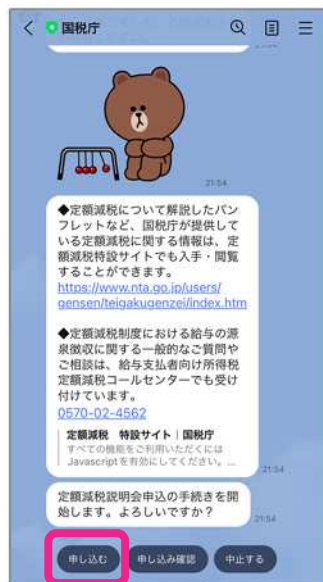 国税庁
21:54
◆定額減税について解説したパン
フレットなど、国税庁が提供して
いる定額減税に関する情報は、定
額減税特設サイトでも入手・閲覧
することができます。
https://www.nta.go.jp/users/
gensen/teigakugenzei/index.htm
◆定額減税制度における給与の源
泉徴収に関する一般的なご質問や
ご相談は、給与支払者向け所得税
定額減税コールセンターでも受け
付けています。
0570-02-4562
定額減税 特設サイト｜国税庁
すべての機能をご利用いただくには
Javascriptを有効にしてください。...
21:54
定額減税説明会申込の手続きを開
始します。よろしいですか？
21:54
申し込む
申し込み確認
中止する